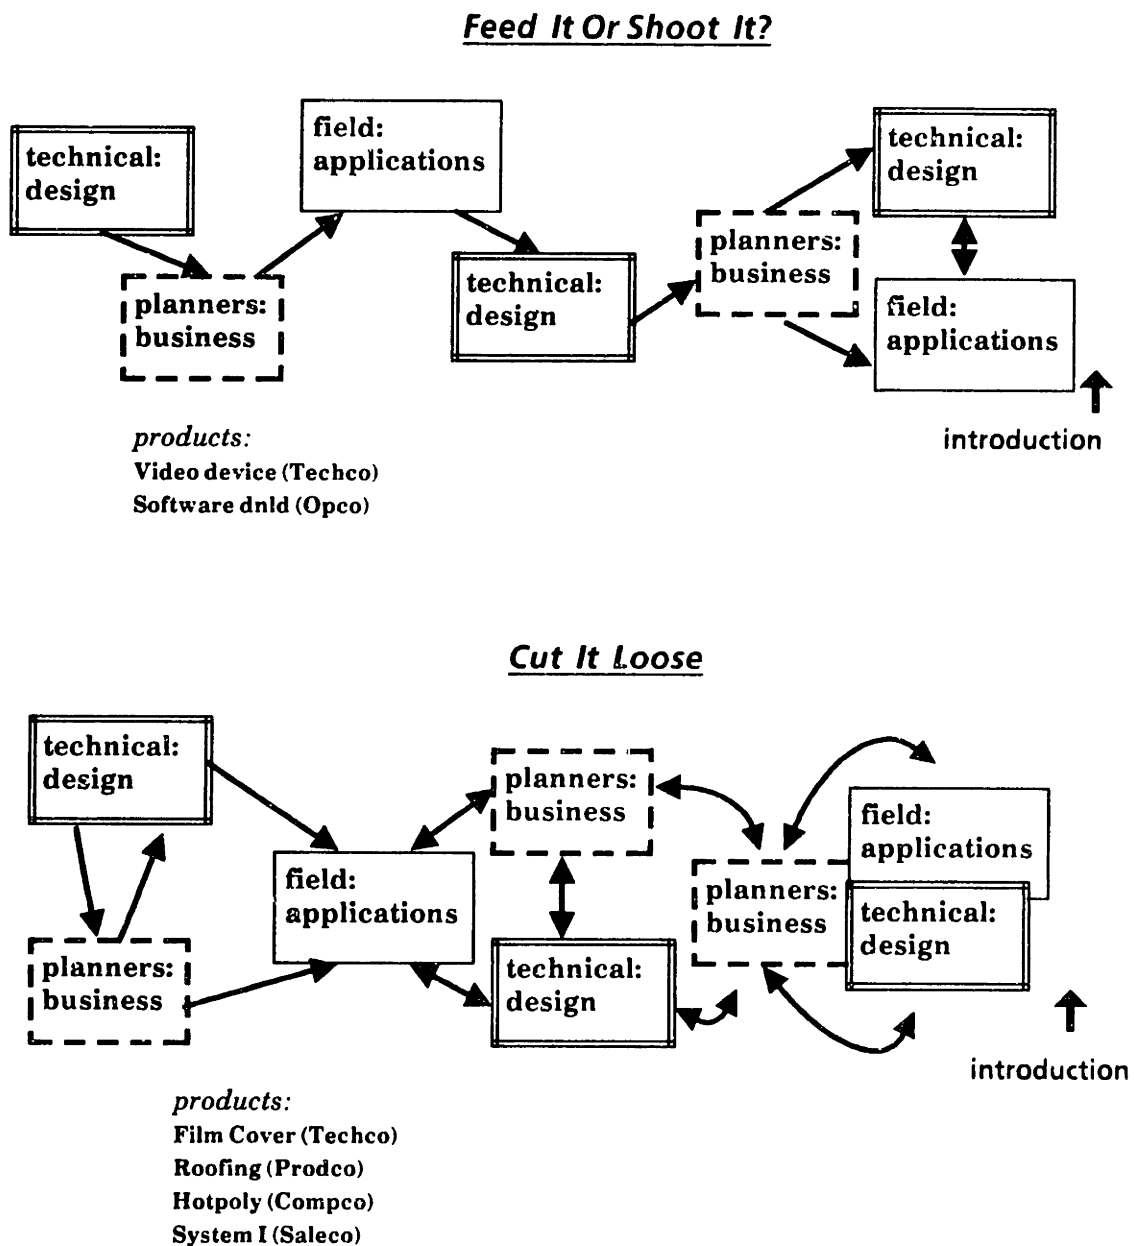 Feed It Or Shoot It?
technical:
design
planners:
business
field:
applications
technical:
design
planners:
business
technical:
design
field:
applications
introduction
products:
Video device (Techco)
Software dnld (Opco)
Cut It Loose
technical:
design
planners:
business
field:
applications
planners:
business
technical:
design
planners:
business
field:
applications
technical:
design
introduction
products:
Film Cover (Techco)
Roofing (Prodco)
Hotpoly (Compco)
System I (Saleco)